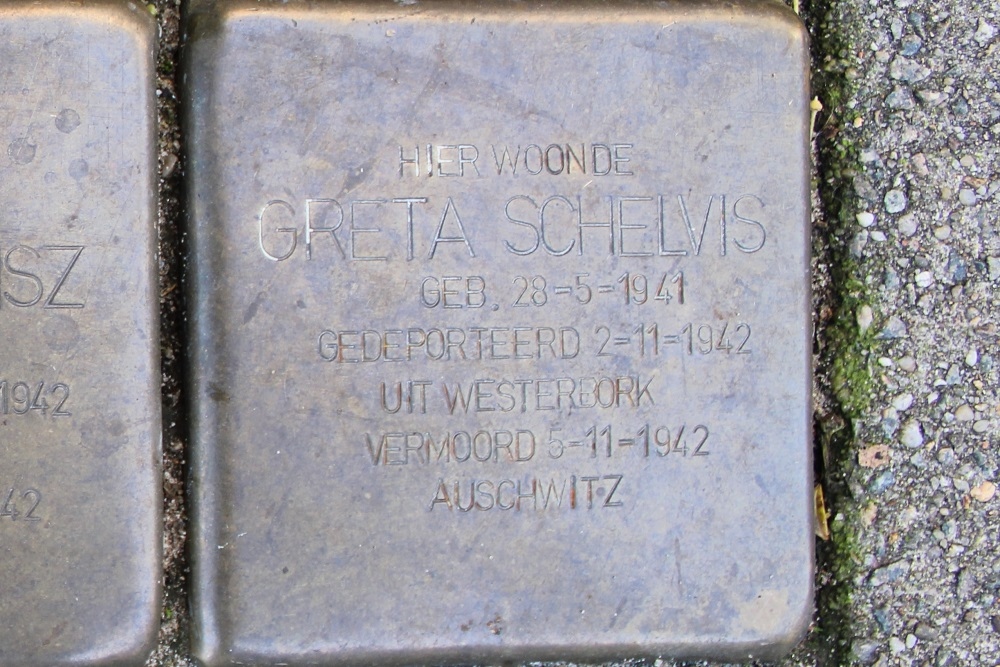 HIER WOONDE
GRETA SCHELVIS
GEB. 28-5-1941
GEDEPORTEERD 2-11-1942
UIT WESTERBORK
VERMOORD 5-11-1942
AUSCHWITZ